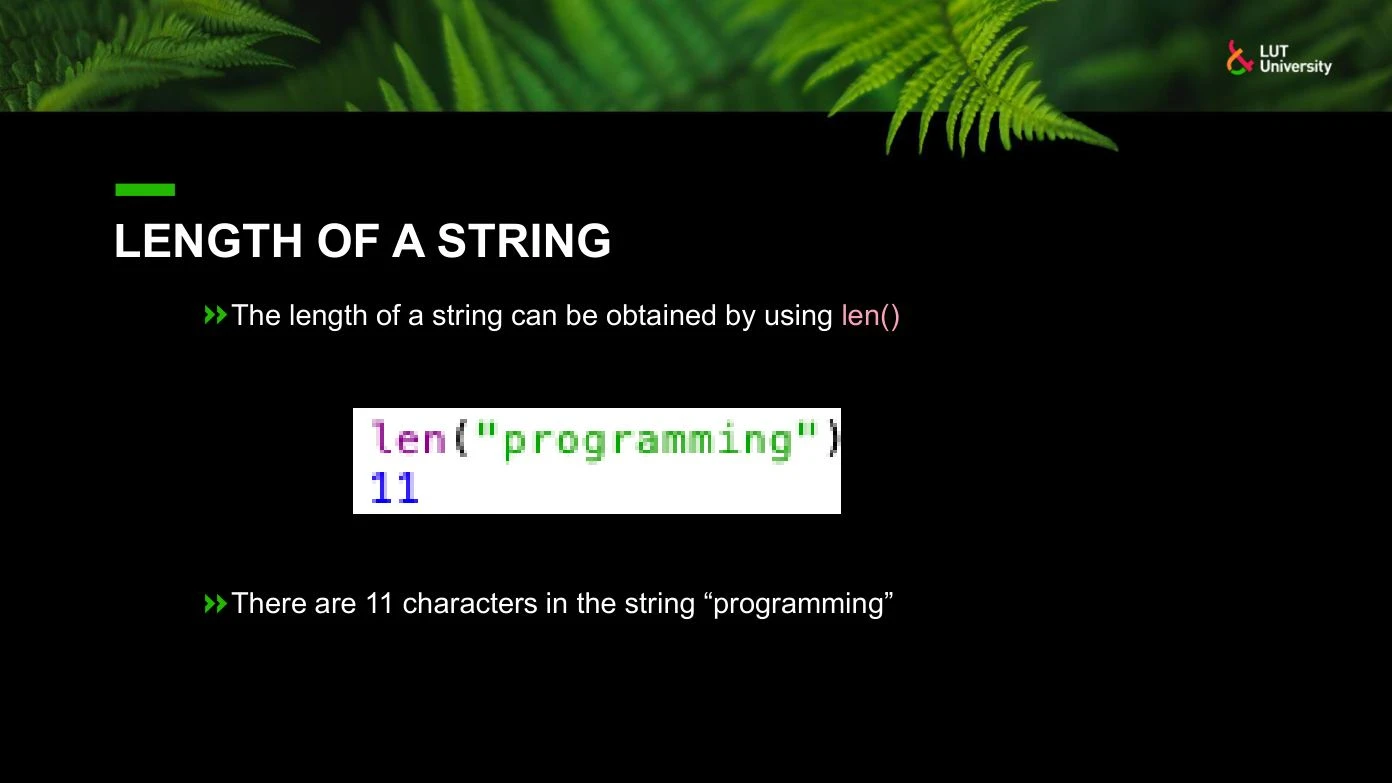 LUT
University
LENGTH OF A STRING
The length of a string can be obtained by using len()
len("programming")
11
There are 11 characters in the string “programming”